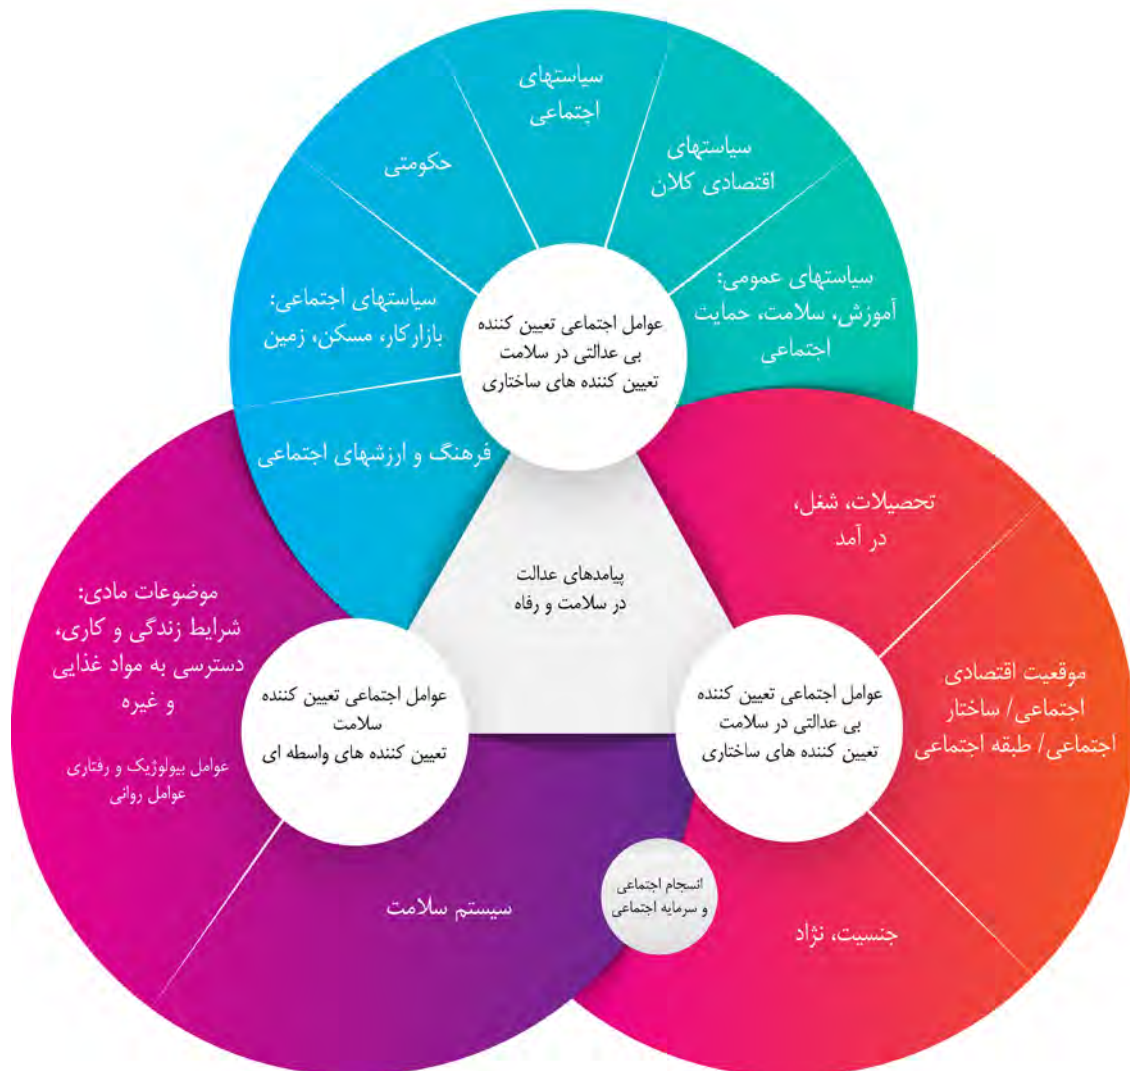 سیاستهای
اجتماعی
سیاستهای
اقتصادی کلان
حکومتی
سیاستهای عمومی:
آموزش، سلامت، حمایت
اجتماعی
سیاستهای اجتماعی:
بازار کار، مسکن، زمین
عوامل اجتماعی تعیین کننده
بی عدالتی در سلامت
تعیین کننده های ساختاری
فرهنگ و ارزشهای اجتماعی
تحصیلات، شغل،
در آمد
پیامدهای عدالت
در سلامت و رفاه
موضوعات مادی:
شرایط زندگی و کاری،
دسترسی به مواد غذایی
و غیره
عوامل بیولوژیک و رفتاری
عوامل روانی
عوامل اجتماعی تعیین کننده
سلامت
تعیین کننده های واسطه ای
عوامل اجتماعی تعیین کننده
بی عدالتی در سلامت
تعیین کننده های ساختاری
موقعیت اقتصادی
اجتماعی/ ساختار
اجتماعی/ طبقه اجتماعی
سیستم سلامت
انسجام اجتماعی
و سرمایه اجتماعی
جنسیت، نژاد